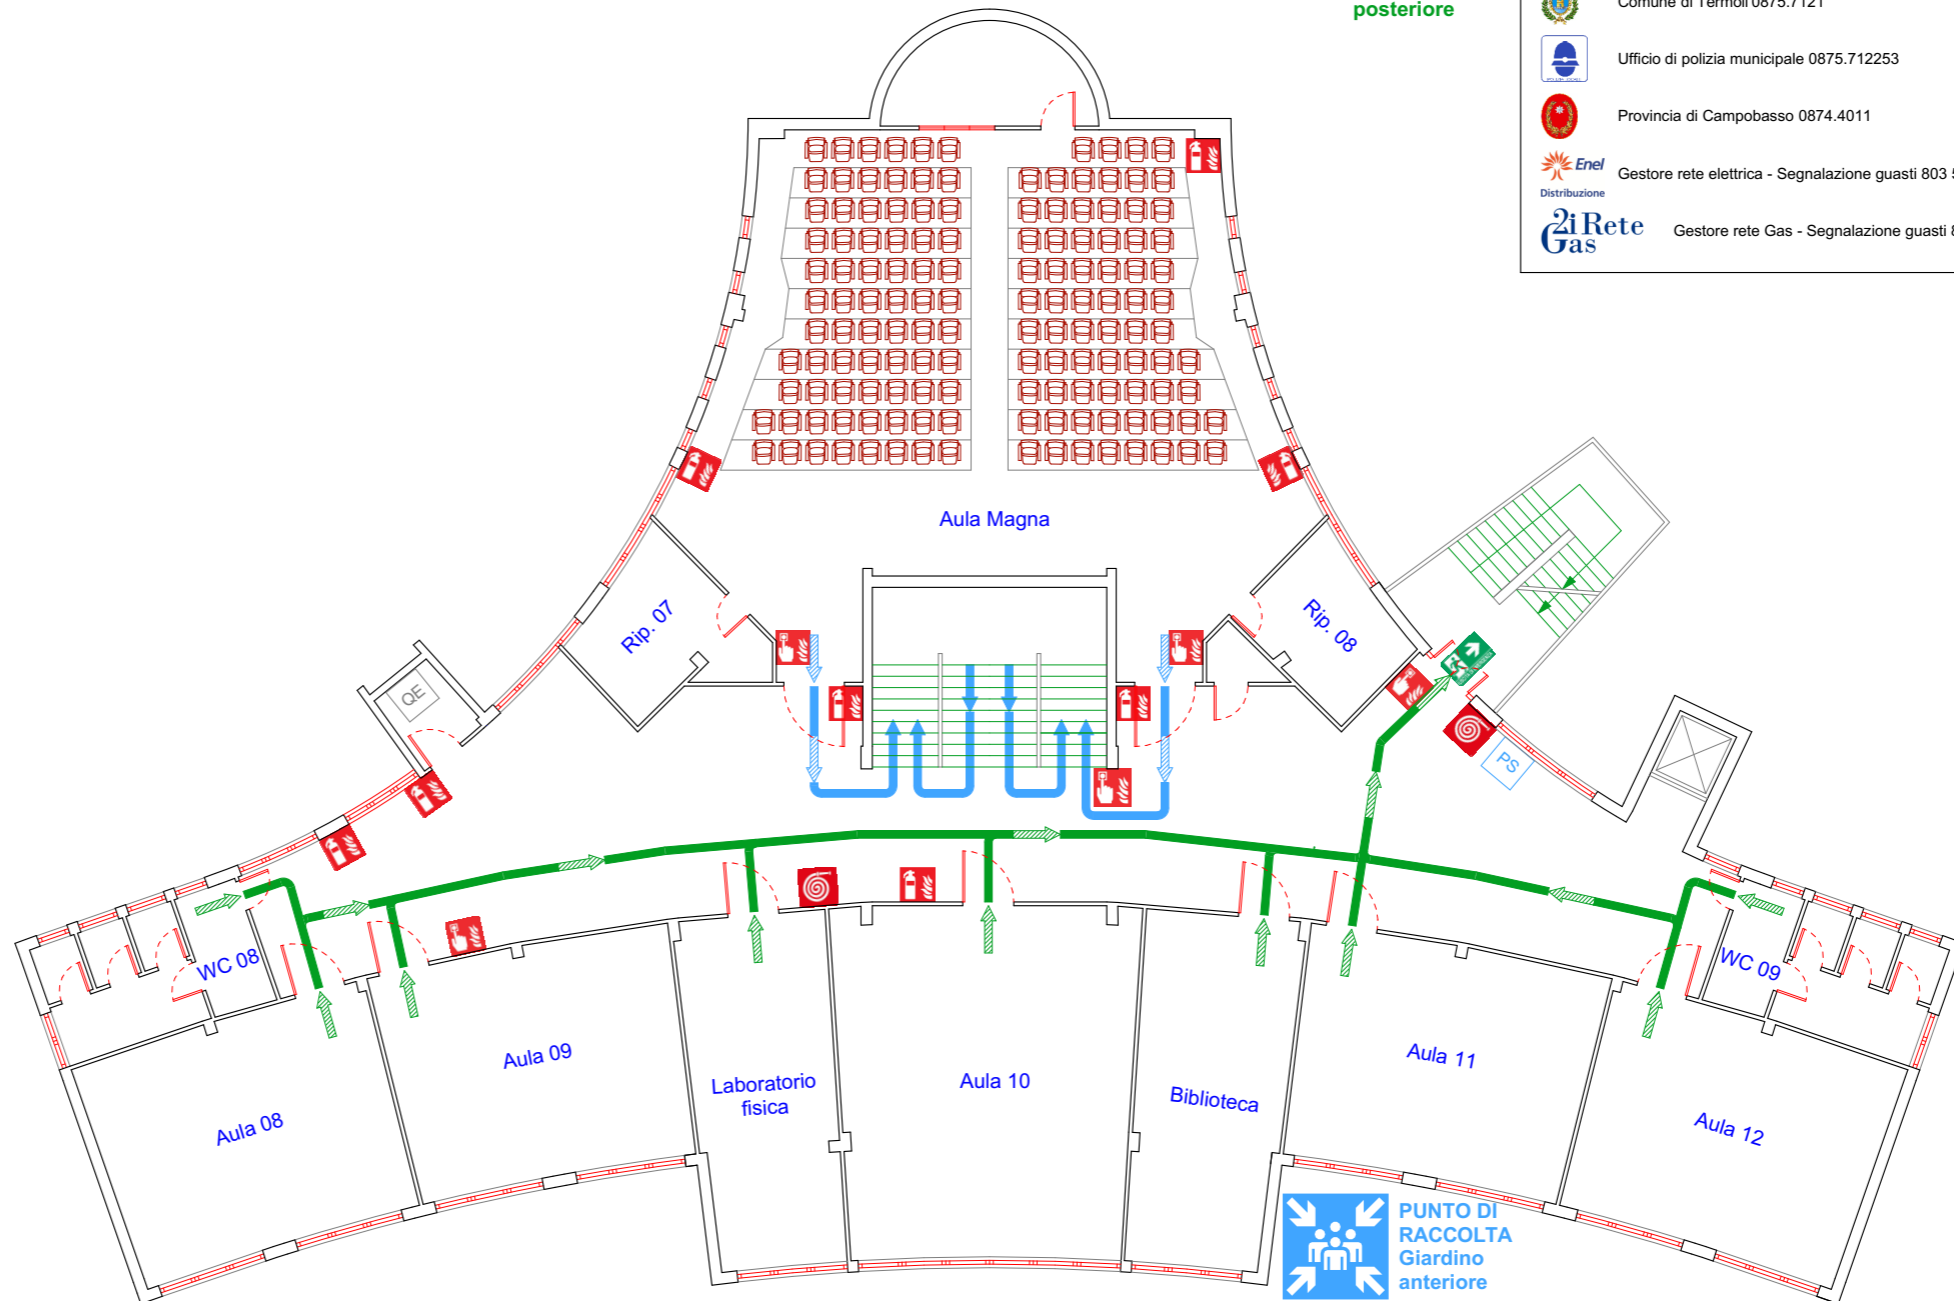 posteriore
Comune di Termoli 0875.7121
Ufficio di polizia municipale 0875.712253
Provincia di Campobasso 0874.4011
Enel
Distribuzione
Gestore rete elettrica - Segnalazione guasti 803 5
2i Rete
Gas
Gestore rete Gas - Segnalazione guasti 8
Aula Magna
Rip. 07
Rip. 08
QE
PS
WC 08
WC 09
Aula 08
Aula 09
Laboratorio
fisica
Aula 10
Biblioteca
Aula 11
Aula 12
PUNTO DI
RACCOLTA
Giardino
anteriore